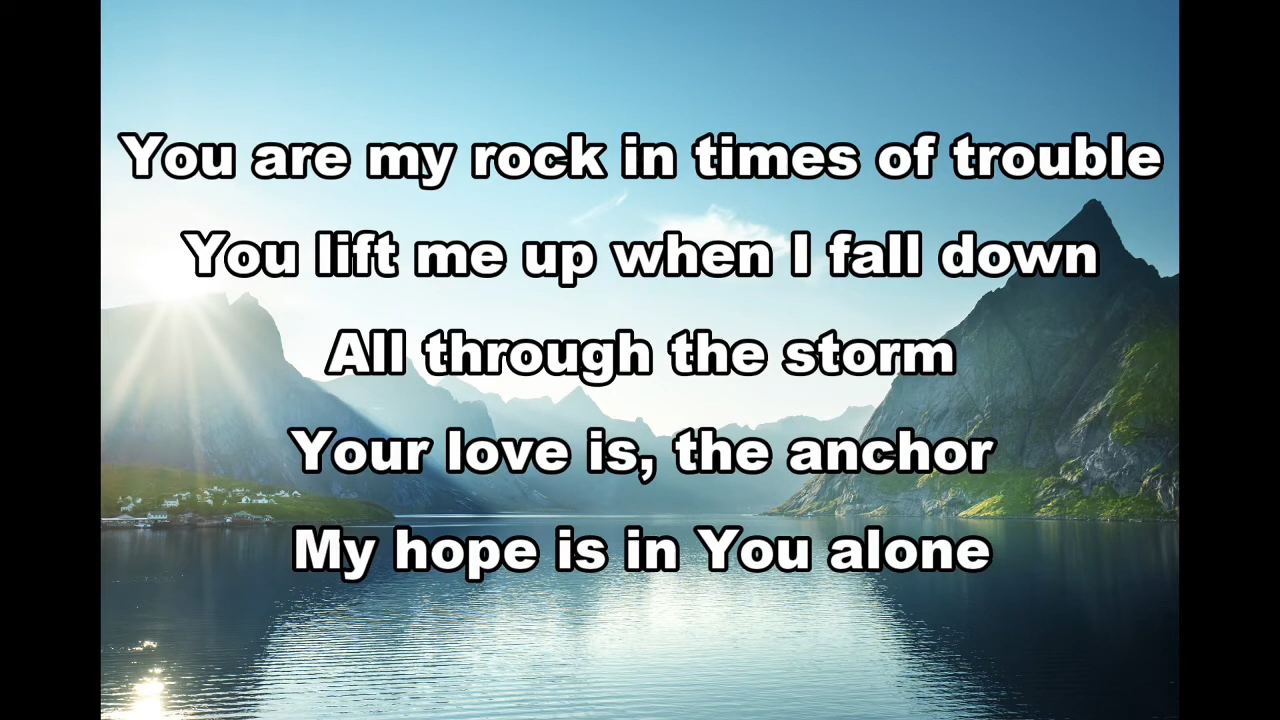 You are my rock in times of trouble
You lift me up when I fall down
All through the storm
Your love is, the anchor
My hope is in You alone